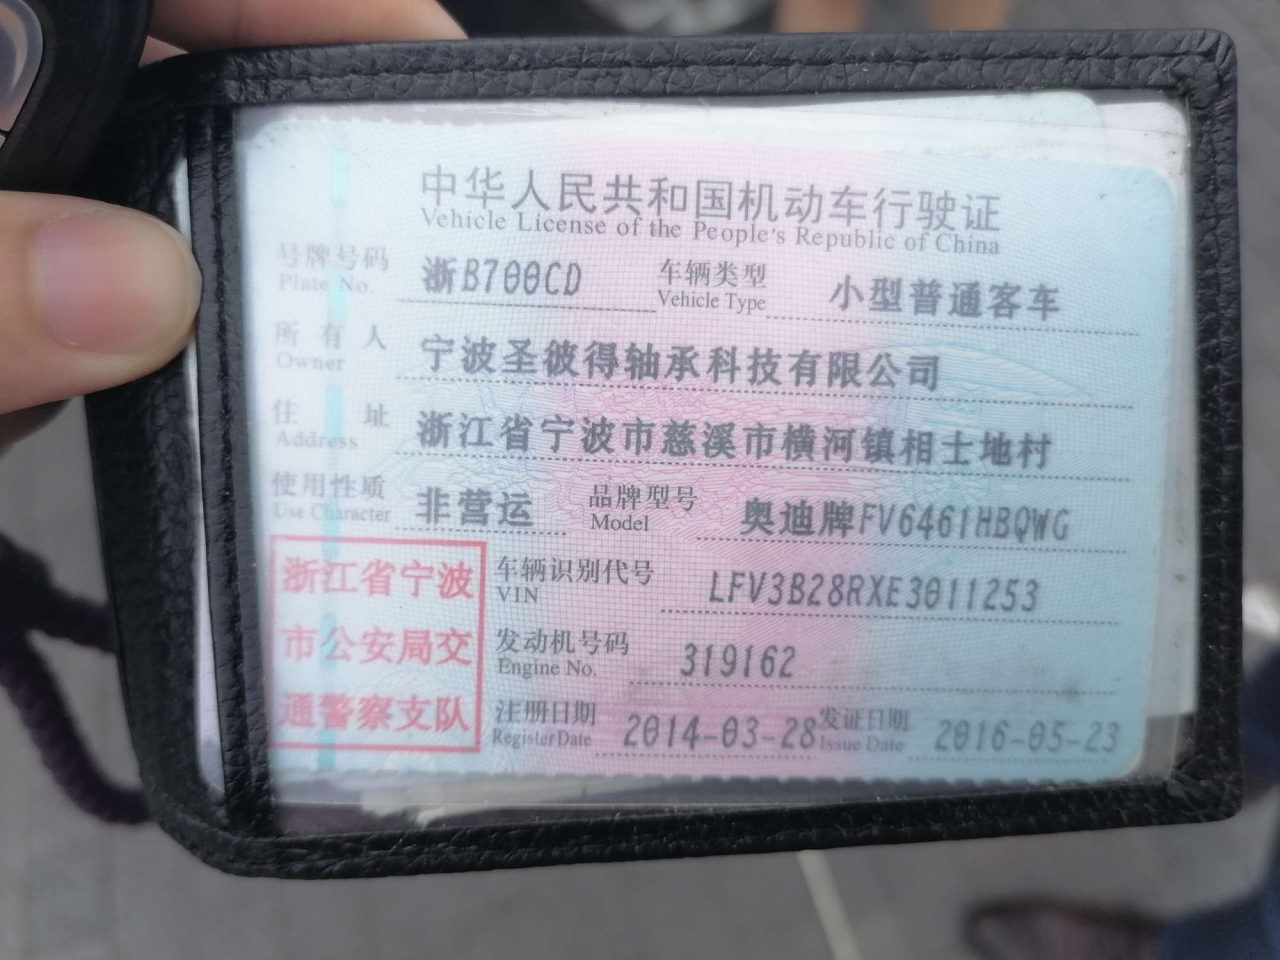 中华人民共和国机动车行驶证
Vehicle License of the People's Republic of China
号牌号码 浙B700CD 车辆类型 小型普通客车
Plate No. Vehicle Type
所有人 宁波圣彼得轴承科技有限公司
Owner
住址 浙江省宁波市慈溪市横河镇相士地村
Address
使用性质 非营运 品牌型号 奥迪牌FV6461HBQWG
Use Character Model
浙江省宁波
市公安局交
通警察支队
车辆识别代号 LFV3B28RXE3011253
VIN
发动机号码 319162
Engine No.
注册日期 2014-03-28 发证日期 2016-05-23
Register Date Issue Date